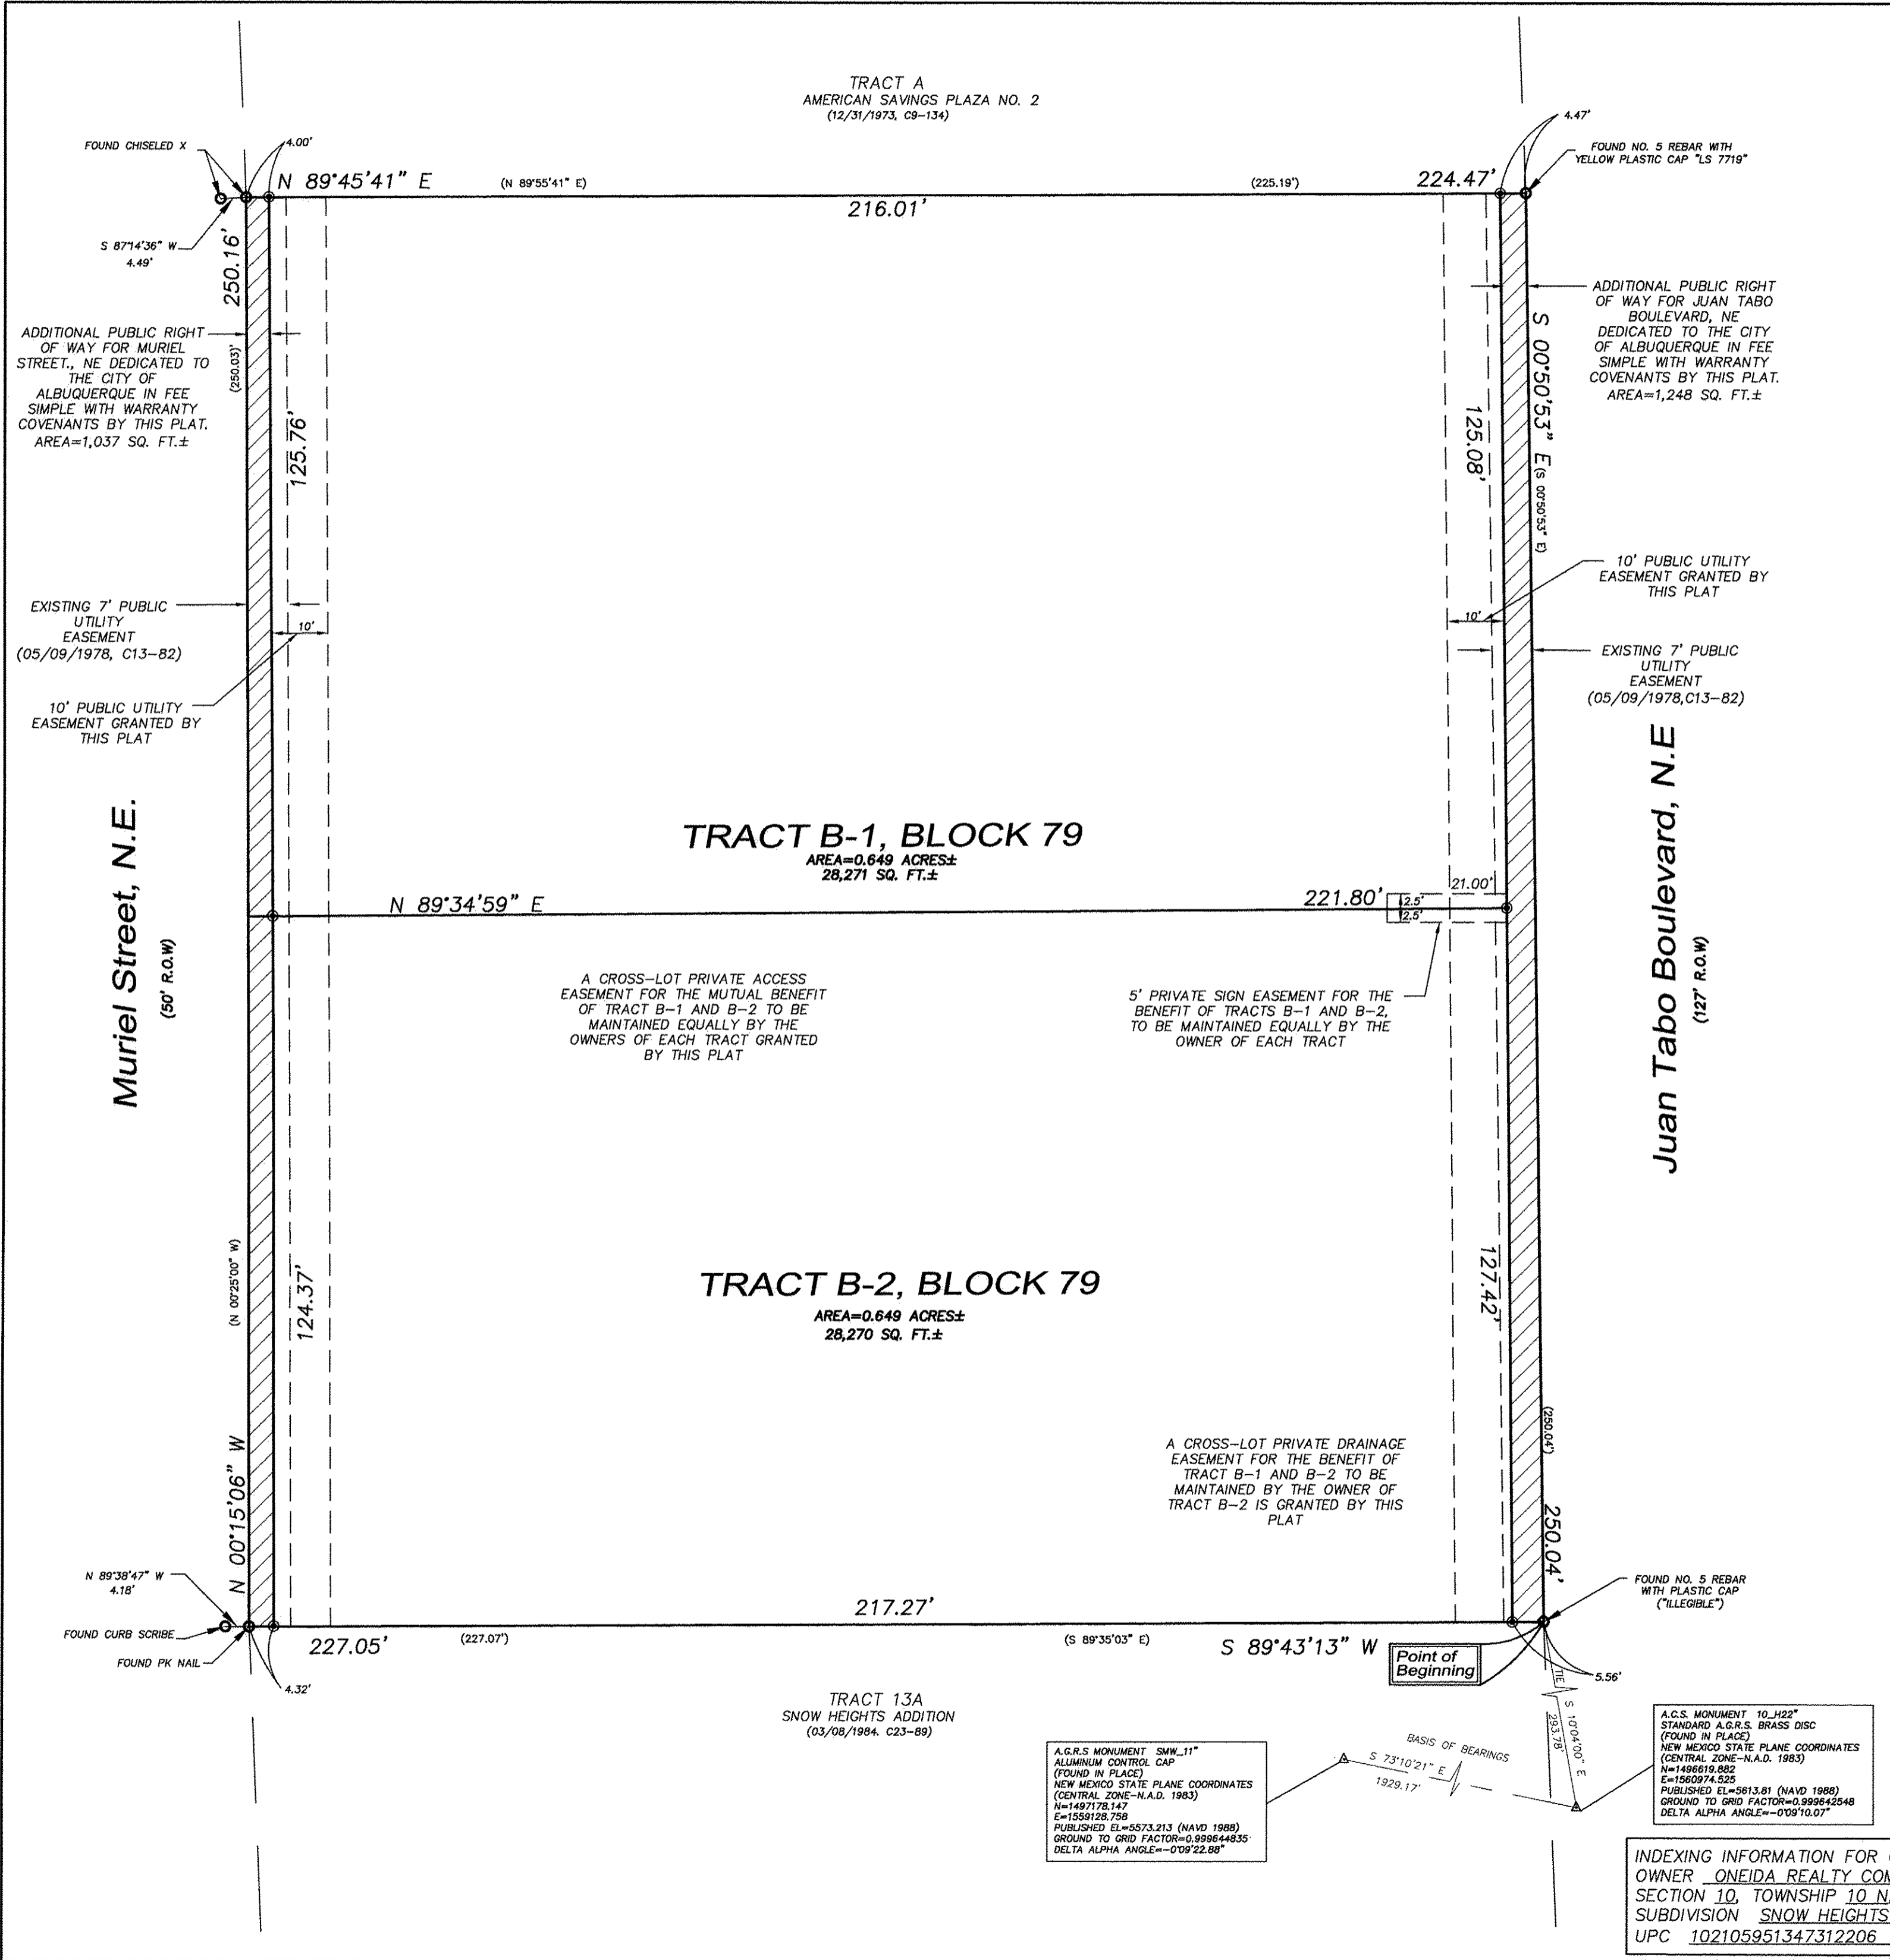 TRACT A
AMERICAN SAVINGS PLAZA NO. 2
(12/31/1973, C9-134)
FOUND CHISELED X
4.00'
4.47'
FOUND NO. 5 REBAR WITH
YELLOW PLASTIC CAP "LS 7719"
N 89°45'41" E
(N 89°55'41" E)
(225.19')
224.47'
216.01'
S 87°14'36" W
4.49'
250.16'
(250.03')
ADDITIONAL PUBLIC RIGHT
OF WAY FOR MURIEL
STREET., NE DEDICATED TO
THE CITY OF
ALBUQUERQUE IN FEE
SIMPLE WITH WARRANTY
COVENANTS BY THIS PLAT.
AREA=1,037 SQ. FT.±
125.76'
125.08'
S 00°50'53" E
(S 00°50'53" E)
ADDITIONAL PUBLIC RIGHT
OF WAY FOR JUAN TABO
BOULEVARD, NE
DEDICATED TO THE CITY
OF ALBUQUERQUE IN FEE
SIMPLE WITH WARRANTY
COVENANTS BY THIS PLAT.
AREA=1,248 SQ. FT.±
EXISTING 7' PUBLIC
UTILITY
EASEMENT
(05/09/1978, C13-82)
10'
10' PUBLIC UTILITY
EASEMENT GRANTED BY
THIS PLAT
10' PUBLIC UTILITY
EASEMENT GRANTED BY
THIS PLAT
10'
EXISTING 7' PUBLIC
UTILITY
EASEMENT
(05/09/1978,C13-82)
Muriel Street, N.E.
(50' R.O.W)
Juan Tabo Boulevard, N.E
(127' R.O.W)
TRACT B-1, BLOCK 79
AREA=0.649 ACRES±
28,271 SQ. FT.±
N 89°34'59" E
221.80'
21.00'
2.5'
2.5'
A CROSS-LOT PRIVATE ACCESS
EASEMENT FOR THE MUTUAL BENEFIT
OF TRACT B-1 AND B-2 TO BE
MAINTAINED EQUALLY BY THE
OWNERS OF EACH TRACT GRANTED
BY THIS PLAT
5' PRIVATE SIGN EASEMENT FOR THE
BENEFIT OF TRACTS B-1 AND B-2,
TO BE MAINTAINED EQUALLY BY THE
OWNER OF EACH TRACT
(N 00°25'00" W)
124.37'
127.42'
TRACT B-2, BLOCK 79
AREA=0.649 ACRES±
28,270 SQ. FT.±
A CROSS-LOT PRIVATE DRAINAGE
EASEMENT FOR THE BENEFIT OF
TRACT B-1 AND B-2 TO BE
MAINTAINED BY THE OWNER OF
TRACT B-2 IS GRANTED BY THIS
PLAT
N 00°15'06" W
(250.04')
250.04'
N 89°38'47" W
4.18'
FOUND CURB SCRIBE
FOUND PK NAIL
4.32'
217.27'
227.05'
(227.07')
(S 89°35'03" E)
S 89°43'13" W
Point of
Beginning
FOUND NO. 5 REBAR
WITH PLASTIC CAP
("ILLEGIBLE")
5.56'
TRACT 13A
SNOW HEIGHTS ADDITION
(03/08/1984. C23-89)
TIE
S 10°04'00" E
293.78'
BASIS OF BEARINGS
S 73°10'21" E
1929.17'
A.G.R.S MONUMENT SMW_11"
ALUMINUM CONTROL CAP
(FOUND IN PLACE)
NEW MEXICO STATE PLANE COORDINATES
(CENTRAL ZONE-N.A.D. 1983)
N=1497178.147
E=1559128.758
PUBLISHED EL=5573.213 (NAVD 1988)
GROUND TO GRID FACTOR=0.999644835
DELTA ALPHA ANGLE=-0°09'22.88"
A.C.S. MONUMENT 10_H22"
STANDARD A.G.R.S. BRASS DISC
(FOUND IN PLACE)
NEW MEXICO STATE PLANE COORDINATES
(CENTRAL ZONE-N.A.D. 1983)
N=1496619.882
E=1560974.525
PUBLISHED EL=5613.81 (NAVD 1988)
GROUND TO GRID FACTOR=0.999642548
DELTA ALPHA ANGLE=-0°09'10.07"
INDEXING INFORMATION FOR
OWNER ONEIDA REALTY
SECTION 10, TOWNSHIP 10 N.
SUBDIVISION SNOW HEIGHTS
UPC 102105951347312206